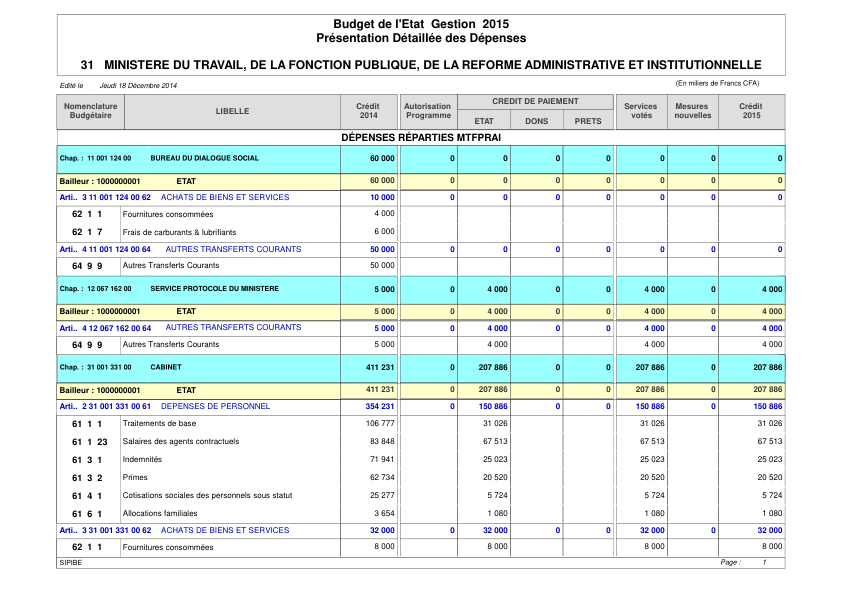 Budget de l'Etat Gestion 2015
Présentation Détaillée des Dépenses
31 MINISTERE DU TRAVAIL, DE LA FONCTION PUBLIQUE, DE LA REFORME ADMINISTRATIVE ET INSTITUTIONNELLE
Edité le Jeudi 18 Décembre 2014 (En miliers de Francs CFA)
Nomenclature Budgétaire LIBELLE Crédit 2014 Autorisation Programme CREDIT DE PAIEMENT ETAT DONS PRETS Services votés Mesures nouvelles Crédit 2015
DÉPENSES RÉPARTIES MTFPRAI
Chap. : 11 001 124 00 BUREAU DU DIALOGUE SOCIAL 60 000 0 0 0 0 0 0 0
Bailleur : 1000000001 ETAT 60 000 0 0 0 0 0 0 0
Arti.. 3 11 001 124 00 62 ACHATS DE BIENS ET SERVICES 10 000 0 0 0 0 0 0 0
62 1 1 Fournitures consommées 4 000
62 1 7 Frais de carburants & lubrifiants 6 000
Arti.. 4 11 001 124 00 64 AUTRES TRANSFERTS COURANTS 50 000 0 0 0 0 0 0 0
64 9 9 Autres Transferts Courants 50 000
Chap. : 12 067 162 00 SERVICE PROTOCOLE DU MINISTERE 5 000 0 4 000 0 0 4 000 0 4 000
Bailleur : 1000000001 ETAT 5 000 0 4 000 0 0 4 000 0 4 000
Arti.. 4 12 067 162 00 64 AUTRES TRANSFERTS COURANTS 5 000 0 4 000 0 0 4 000 0 4 000
64 9 9 Autres Transferts Courants 5 000 4 000 4 000 4 000
Chap. : 31 001 331 00 CABINET 411 231 0 207 886 0 0 207 886 0 207 886
Bailleur : 1000000001 ETAT 411 231 0 207 886 0 0 207 886 0 207 886
Arti.. 2 31 001 331 00 61 DEPENSES DE PERSONNEL 354 231 0 150 886 0 0 150 886 0 150 886
61 1 1 Traitements de base 106 777 31 026 31 026 31 026
61 1 23 Salaires des agents contractuels 83 848 67 513 67 513 67 513
61 3 1 Indemnités 71 941 25 023 25 023 25 023
61 3 2 Primes 62 734 20 520 20 520 20 520
61 4 1 Cotisations sociales des personnels sous statut 25 277 5 724 5 724 5 724
61 6 1 Allocations familiales 3 654 1 080 1 080 1 080
Arti.. 3 31 001 331 00 62 ACHATS DE BIENS ET SERVICES 32 000 0 32 000 0 0 32 000 0 32 000
62 1 1 Fournitures consommées 8 000 8 000 8 000 8 000
SIPIBE Page : 1